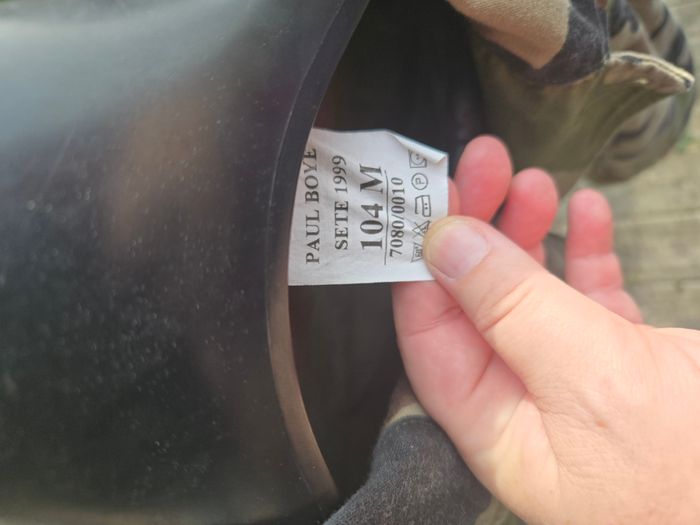 PAUL BOYE
SETE 1999
104 M
7080/0010